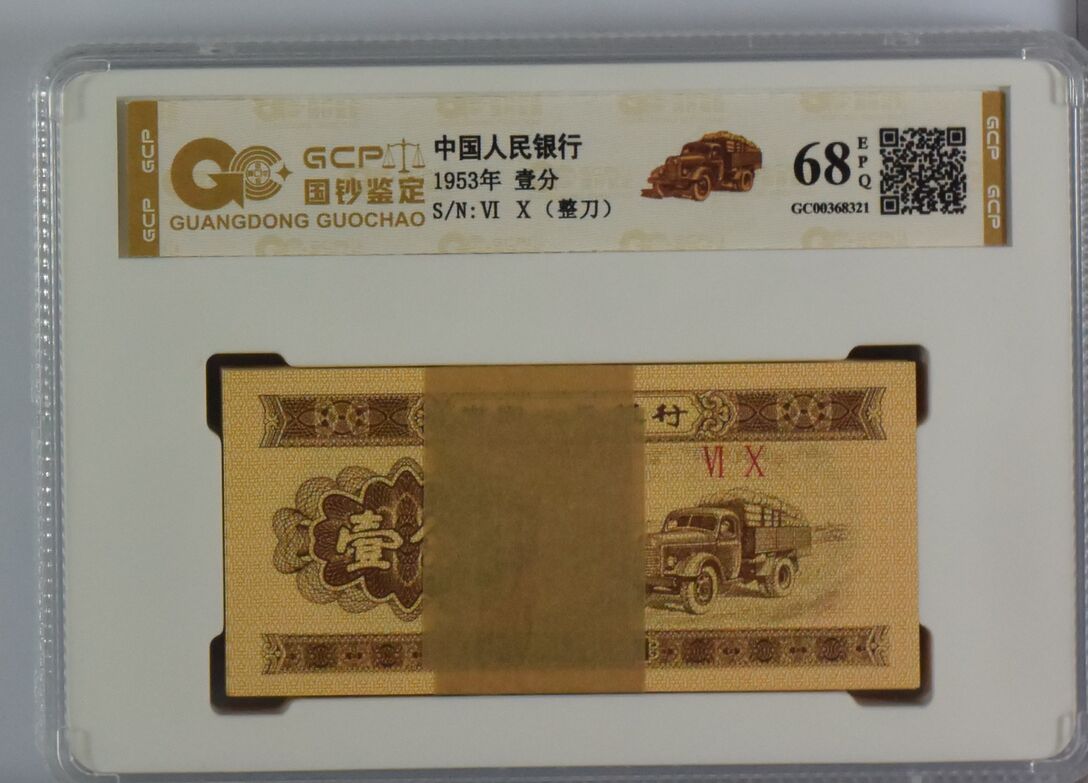 GCP
GCP
GCP
国钞鉴定
GUANGDONG GUOCHAO
中国人民银行
1953年 壹分
S/N:Ⅵ Ⅹ（整刀）
68
EPQ
GC00368321
GCP
GCP
行
Ⅵ Ⅹ
壹